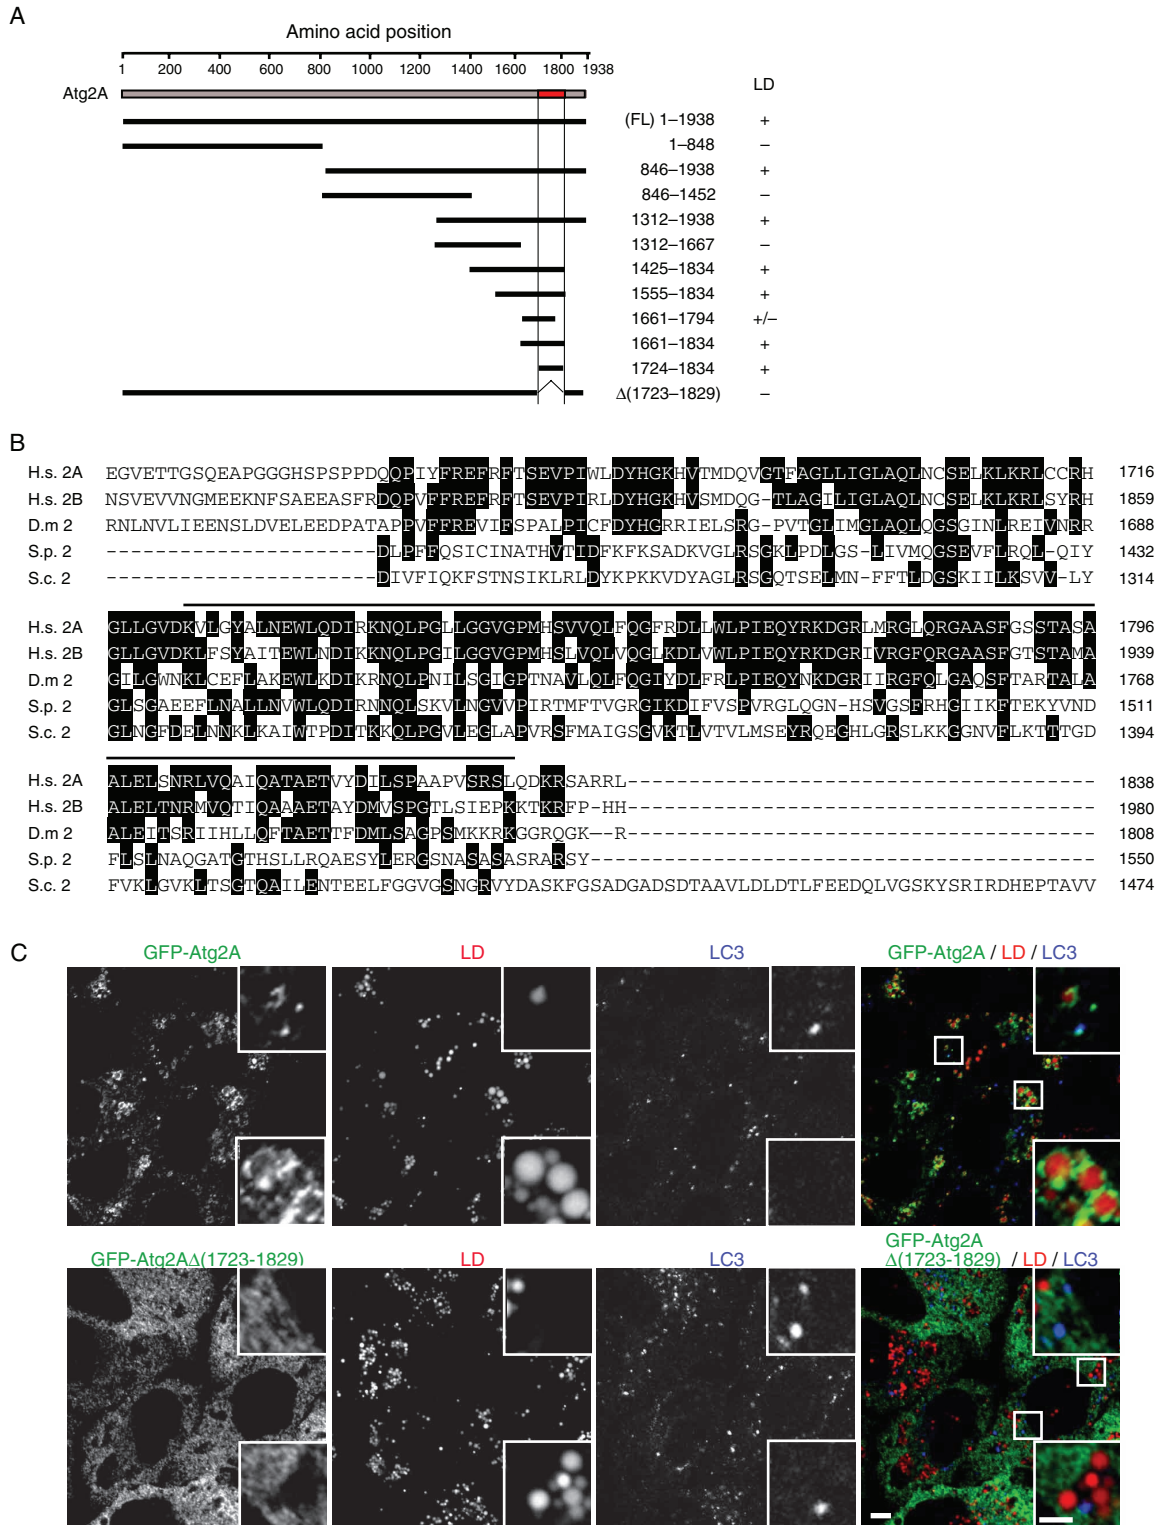 A
Amino acid position
1 200 400 600 800 1000 1200 1400 1600 1800 1938
LD
Atg2A
(FL) 1–1938 +
1–848 –
846–1938 +
846–1452 –
1312–1938 +
1312–1667 –
1425–1834 +
1555–1834 +
1661–1794 +/–
1661–1834 +
1724–1834 +
Δ(1723–1829) –
B
H.s. 2A EGVETTGSQEAPGGGHSPSPPDQQPIYFREFRFTSEVPIWLDYHGKHVTMDQVGTFAGLLIGLAQLNCSELKLKRLCCRH 1716
H.s. 2B NSVEVVNGMEEKNFSAEEASFRDQPVFFREFRFTSEVPIRLDYHGKHVSMDQG-TLAGILIGLAQLNCSELKLKRLSYRH 1859
D.m 2 RNLNVLIEENSLDVELEEDPATAPPVFFREVIFSPALPICFDYHGRRIELSRG-PVTGLIMGLAQLQGSGINLREIVNRR 1688
S.p. 2 ----------------------DLPFFQSICINATHVTIDFKFKSADKVGLRSGKLPDLGS-LIVMQGSEVFLRQL-QIY 1432
S.c. 2 ----------------------DIVFIQKFSTNSIKLRLDYKPKKVDYAGLRSGQTSELMN-FFTLDGSKIILKSVV-LY 1314
H.s. 2A GLLGVDKVLGYALNEWLQDIRKNQLPGLLGGVGPMHSVVQLFQGFRDLLWLPIEQYRKDGRLMRGLQRGAASFGSSTASA 1796
H.s. 2B GLLGVDKLFSYAITEWLNDIKKNQLPGILGGVGPMHSLVQLVQGLKDLVWLPIEQYRKDGRIVRGFQRGAASFGTSTAMA 1939
D.m 2 GILGWNKLCEFLAKEWLKDIKRNQLPNILSGIGPTNAVLQLFQGIYDLFRLPIEQYNKDGRIIRGFQLGAQSFTARTALA 1768
S.p. 2 GLSGAEEFLNALLNVWLQDIRNNQLSKVLNGVVPIRTMFTVGRGIKDIFVSPVRGLQGN-HSVGSFRHGIIKFTEKYVND 1511
S.c. 2 GLNGFDELNNKLKAIWTPDITKKQLPGVLEGLAPVRSFMAIGSGVKTLVTVLMSEYRQEGHLGRSLKKGGNVFLKTTTGD 1394
H.s. 2A ALELSNRLVQAIQATAETVYDILSPAAPVSRSLQDKRSARRL-------------------------------------- 1838
H.s. 2B ALELTNRMVQTIQAAAETAYDMVSPGTLSIEPKKTKRFP-HH-------------------------------------- 1980
D.m 2 ALEITSRIIHLLQFTAETTFDMLSAGPSMKKRKGGRQGK--R-------------------------------------- 1808
S.p. 2 FLSLNAQGATGTHSLLRQAESYLERGSNASASASRARSY----------------------------------------- 1550
S.c. 2 FVKLGVKLTSGTQAILENTEELFGGVGSNGRVYDASKFGSADGADSDTAAVLDLDTLFEEDQLVGSKYSRIRDHEPTAVV 1474
C
GFP-Atg2A LD LC3 GFP-Atg2A / LD / LC3
GFP-Atg2AΔ(1723-1829) LD LC3 GFP-Atg2A
Δ(1723-1829) / LD / LC3